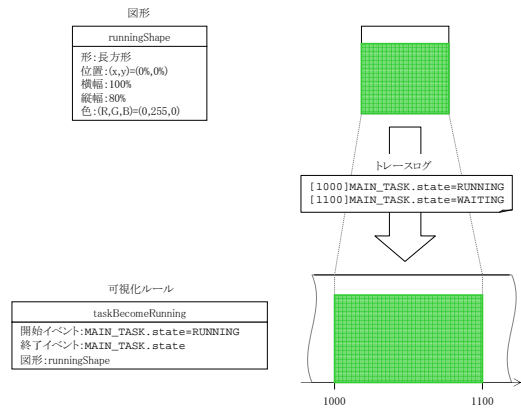 図形
runningShape
形:長方形
位置:(x,y)=(0%,0%)
横幅:100%
縦幅:80%
色:(R,G,B)=(0,255,0)
トレースログ
[1000]MAIN_TASK.state=RUNNING
[1100]MAIN_TASK.state=WAITING
可視化ルール
taskBecomeRunning
開始イベント:MAIN_TASK.state=RUNNING
終了イベント:MAIN_TASK.state
図形:runningShape
1000
1100